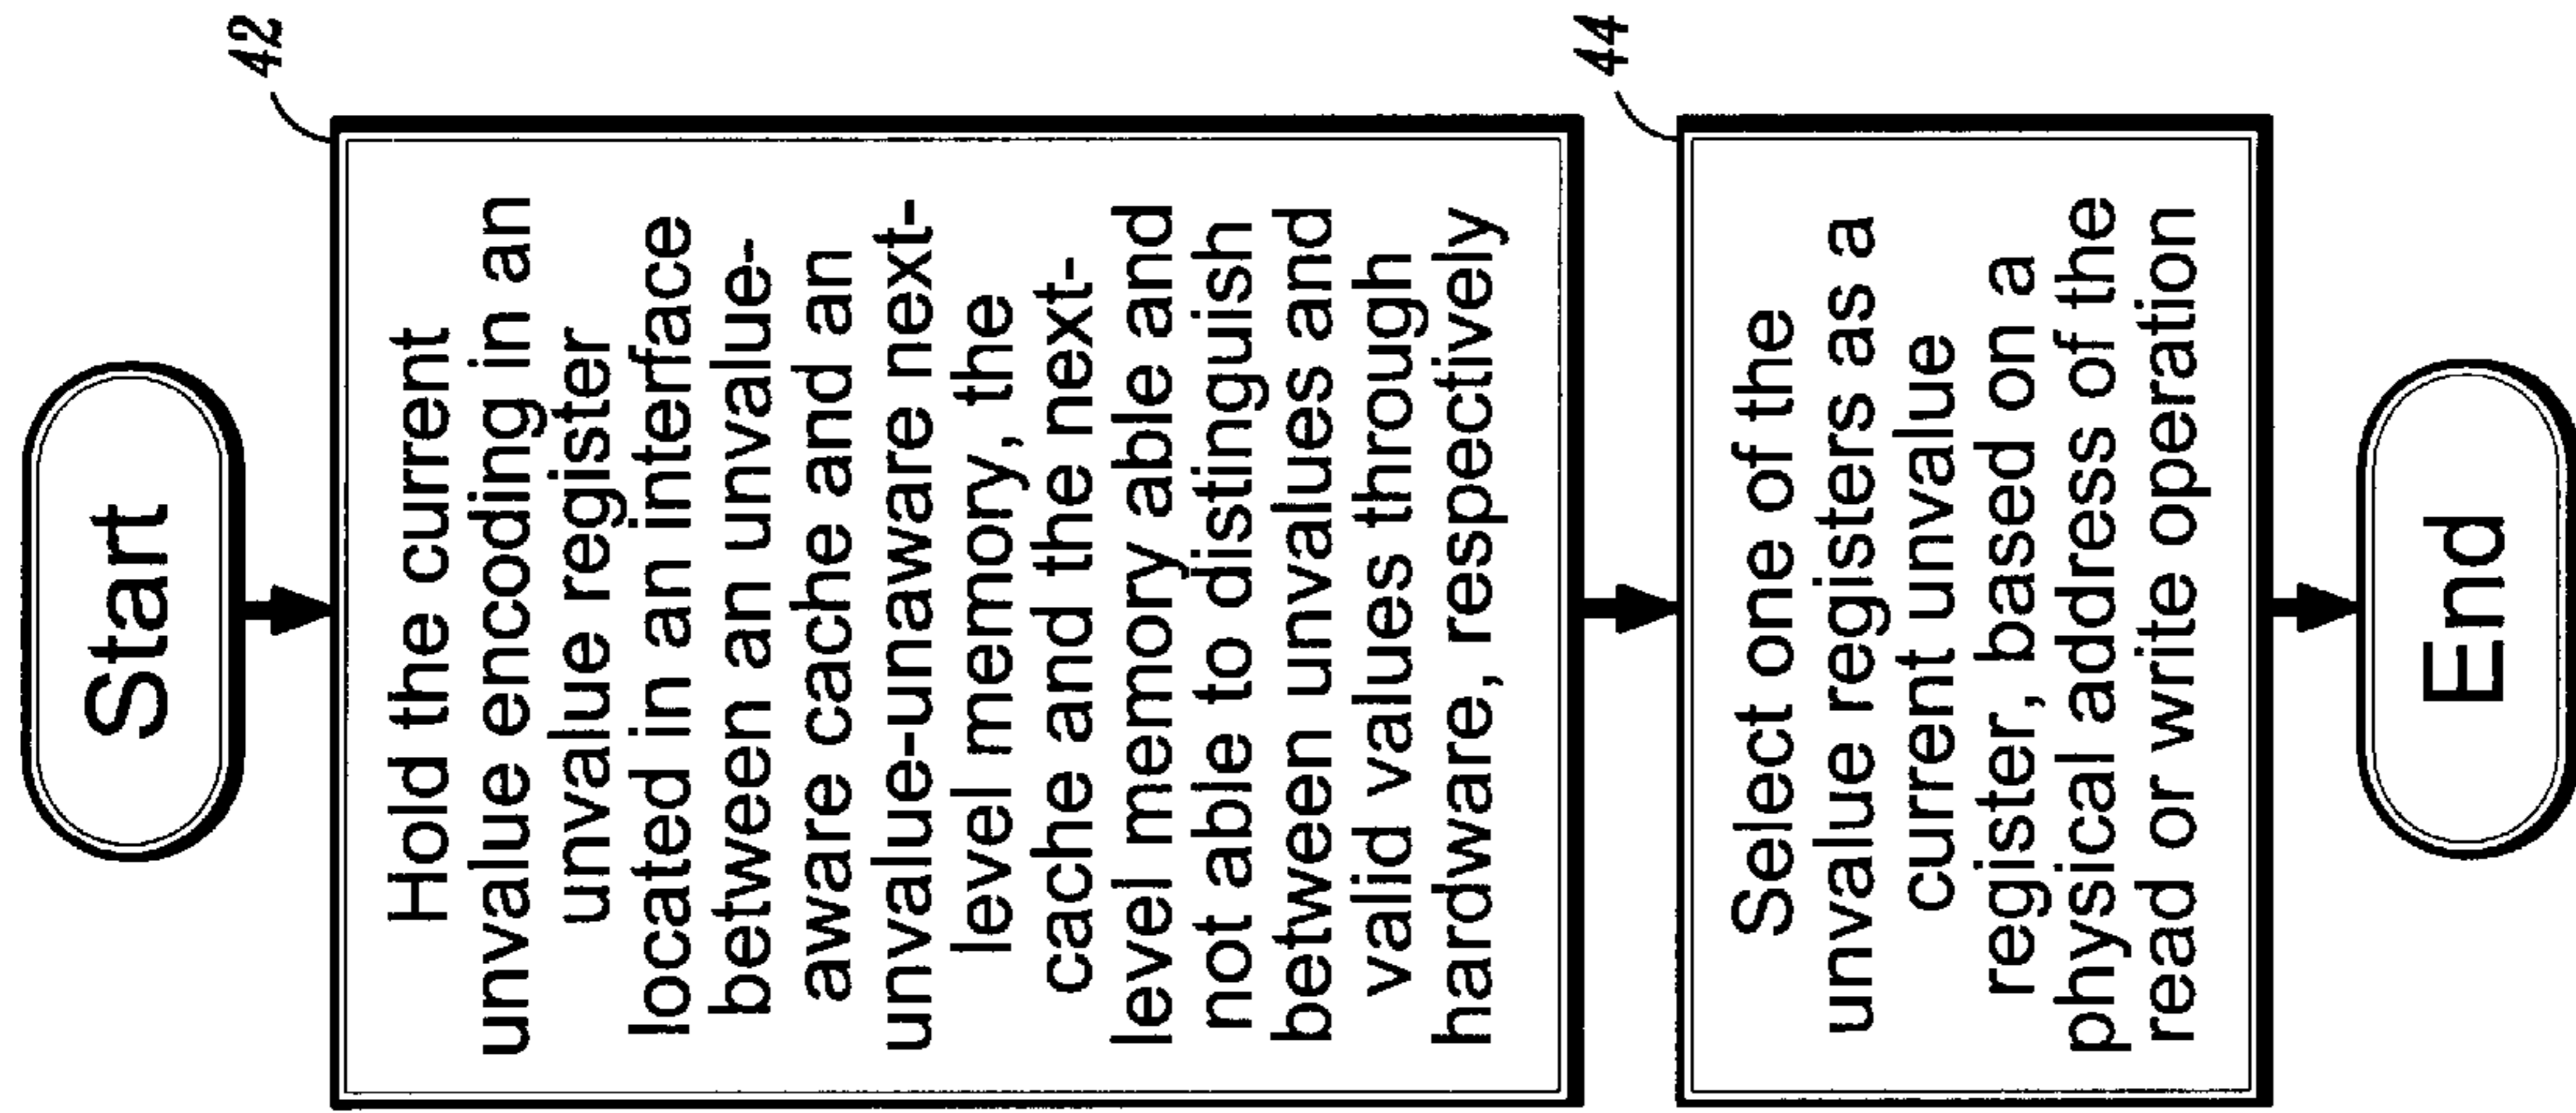 Start
42
Hold the current
unvalue encoding in an
unvalue register
located in an interface
between an unvalue-
aware cache and an
unvalue-unaware next-
level memory, the
cache and the next-
level memory able and
not able to distinguish
between unvalues and
valid values through
hardware, respectively
44
Select one of the
unvalue registers as a
current unvalue
register, based on a
physical address of the
read or write operation
End